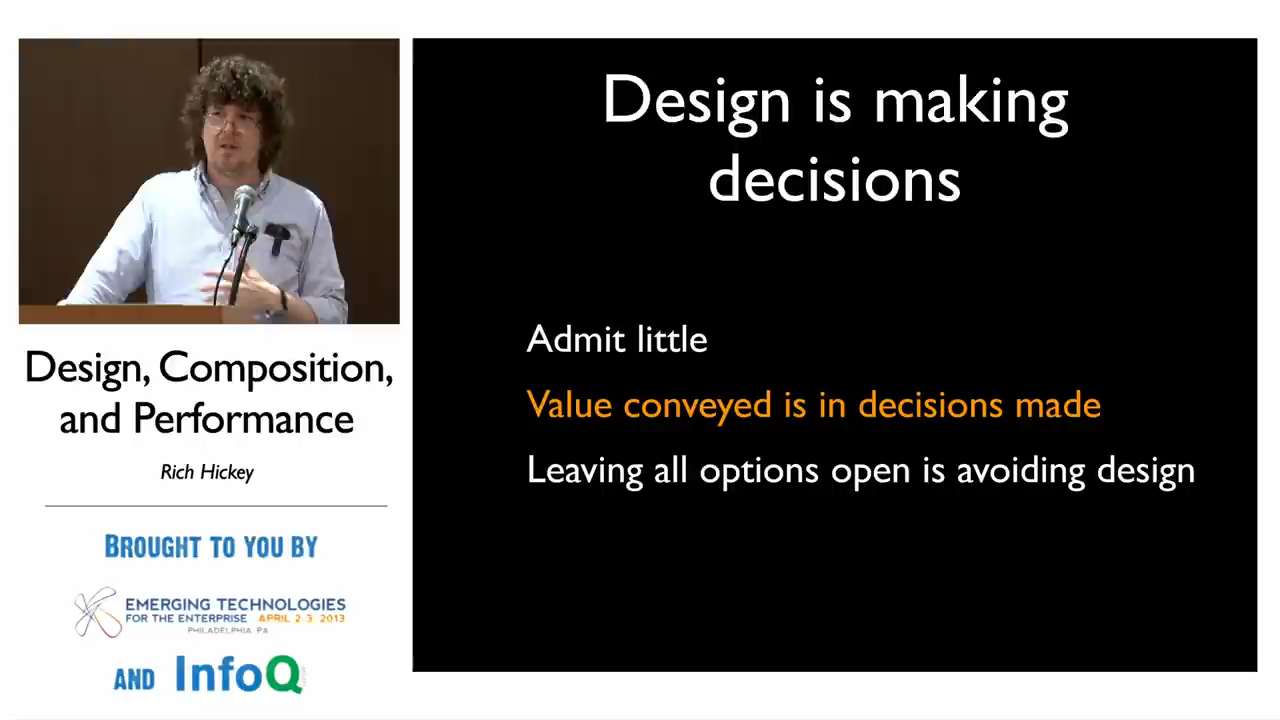 Design is making
decisions
Admit little
Value conveyed is in decisions made
Leaving all options open is avoiding design
Design, Composition,
and Performance
Rich Hickey
BROUGHT TO YOU BY
EMERGING TECHNOLOGIES
FOR THE ENTERPRISE APRIL 2-3 2013
PHILADELPHIA, PA
AND InfoQ